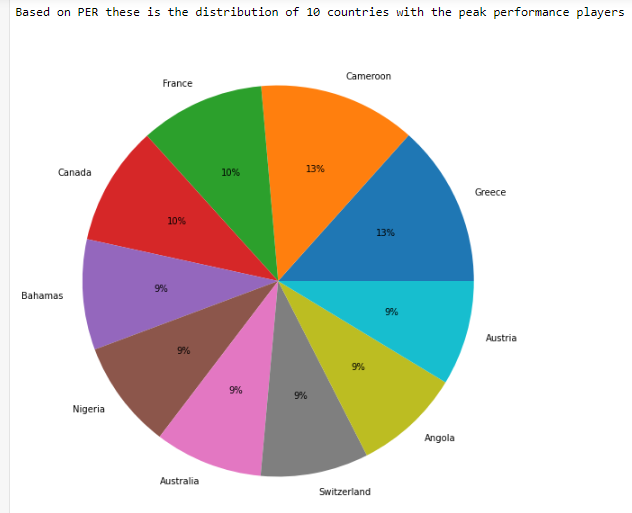 Based on PER these is the distribution of 10 countries with the peak performance players
Cameroon
France
13%
10%
Canada
Greece
10%
13%
Bahamas
9%
9%
Austria
9%
9%
9%
9%
Nigeria
Angola
Australia
Switzerland